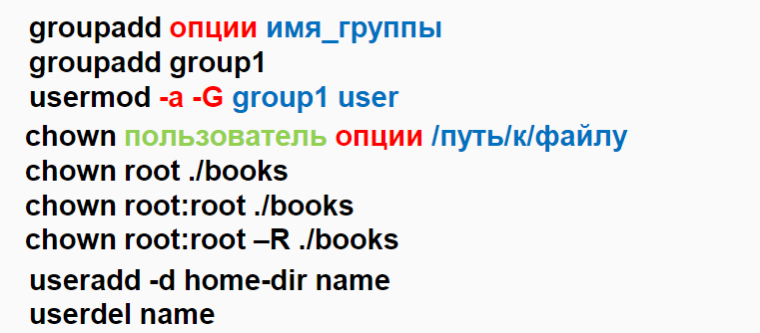 groupadd опции имя_группы
groupadd group1
usermod -a -G group1 user
chown пользователь опции /путь/к/файлу
chown root ./books
chown root:root ./books
chown root:root –R ./books
useradd -d home-dir name
userdel name